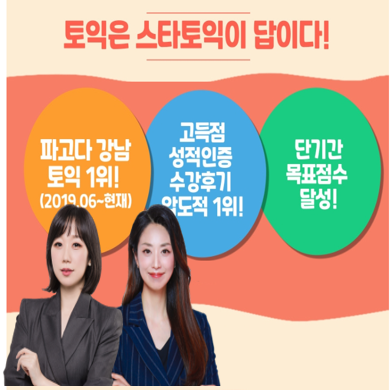 토익은 스타토익이 답이다!
파고다 강남
토익 1위!
(2019.06~현재)
고득점
성적인증
수강후기
압도적 1위!
단기간
목표점수
달성!